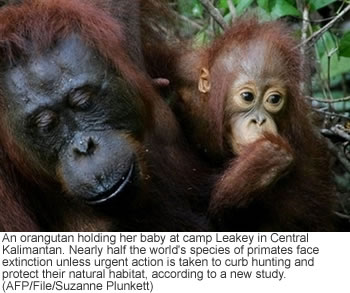 An orangutan holding her baby at camp Leakey in Central
Kalimantan. Nearly half the world's species of primates face
extinction unless urgent action is taken to curb hunting and
protect their natural habitat, according to a new study.
(AFP/File/Suzanne Plunkett)